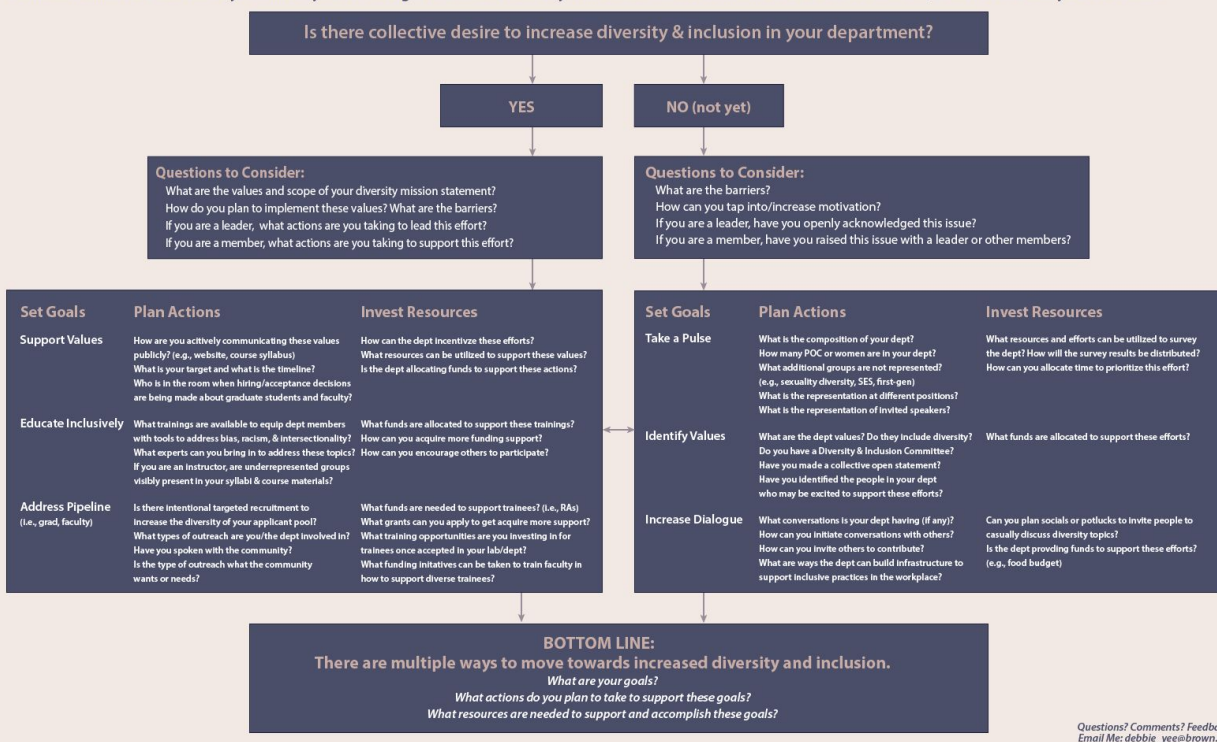 Is there collective desire to increase diversity & inclusion in your department?
YES
NO (not yet)
Questions to Consider:
What are the values and scope of your diversity mission statement?
How do you plan to implement these values? What are the barriers?
If you are a leader, what actions are you taking to lead this effort?
If you are a member, what actions are you taking to support this effort?
Questions to Consider:
What are the barriers?
How can you tap into/increase motivation?
If you are a leader, have you openly acknowledged this issue?
If you are a member, have you raised this issue with a leader or other members?
Set Goals
Plan Actions
Invest Resources
Support Values
How are you acitively communicating these values
publicly? (e.g., website, course syllabus)
What is your target and what is the timeline?
Who is in the room when hiring/acceptance decisions
are being made about graduate students and faculty?
How can the dept incentivze these efforts?
What resources can be utilized to support these values?
Is the dept allocating funds to support these actions?
Educate Inclusively
What trainings are available to equip dept members
with tools to address bias, racism, & intersectionality?
What experts can you bring in to address these topics?
If you are an instructor, are underrepresented groups
visibly present in your syllabi & course materials?
What funds are allocated to support these trainings?
How can you acquire more funding support?
How can you encourage others to participate?
Address Pipeline
(i.e., grad, faculty)
Is there intentional targeted recruitment to
increase the diversity of your applicant pool?
What types of outreach are you/the dept involved in?
Have you spoken with the community?
Is the type of outreach what the community
wants or needs?
What funds are needed to support trainees? (i.e., RAs)
What grants can you apply to get acquire more support?
What training opportunities are you investing in for
trainees once accepted in your lab/dept?
What funding initatives can be taken to train faculty in
how to support diverse trainees?
Set Goals
Plan Actions
Invest Resources
Take a Pulse
What is the composition of your dept?
How many POC or women are in your dept?
What additional groups are not represented?
(e.g., sexuality diversity, SES, first-gen)
What is the representation at different positions?
What is the representation of invited speakers?
What resources and efforts can be utilized to survey
the dept? How will the survey results be distributed?
How can you allocate time to prioritize this effort?
Identify Values
What are the dept values? Do they include diversity?
Do you have a Diversity & Inclusion Committee?
Have you made a collective open statement?
Have you identified the people in your dept
who may be excited to support these efforts?
What funds are allocated to support these efforts?
Increase Dialogue
What conversations is your dept having (if any)?
How can you initiate conversations with others?
How can you invite others to contribute?
What are ways the dept can build infrastructure to
support inclusive practices in the workplace?
Can you plan socials or potlucks to invite people to
casually discuss diversity topics?
Is the dept provding funds to support these efforts?
(e.g., food budget)
BOTTOM LINE:
There are multiple ways to move towards increased diversity and inclusion.
What are your goals?
What actions do you plan to take to support these goals?
What resources are needed to support and accomplish these goals?
Questions? Comments? Feedba
Email Me: debbie_yee@brown.